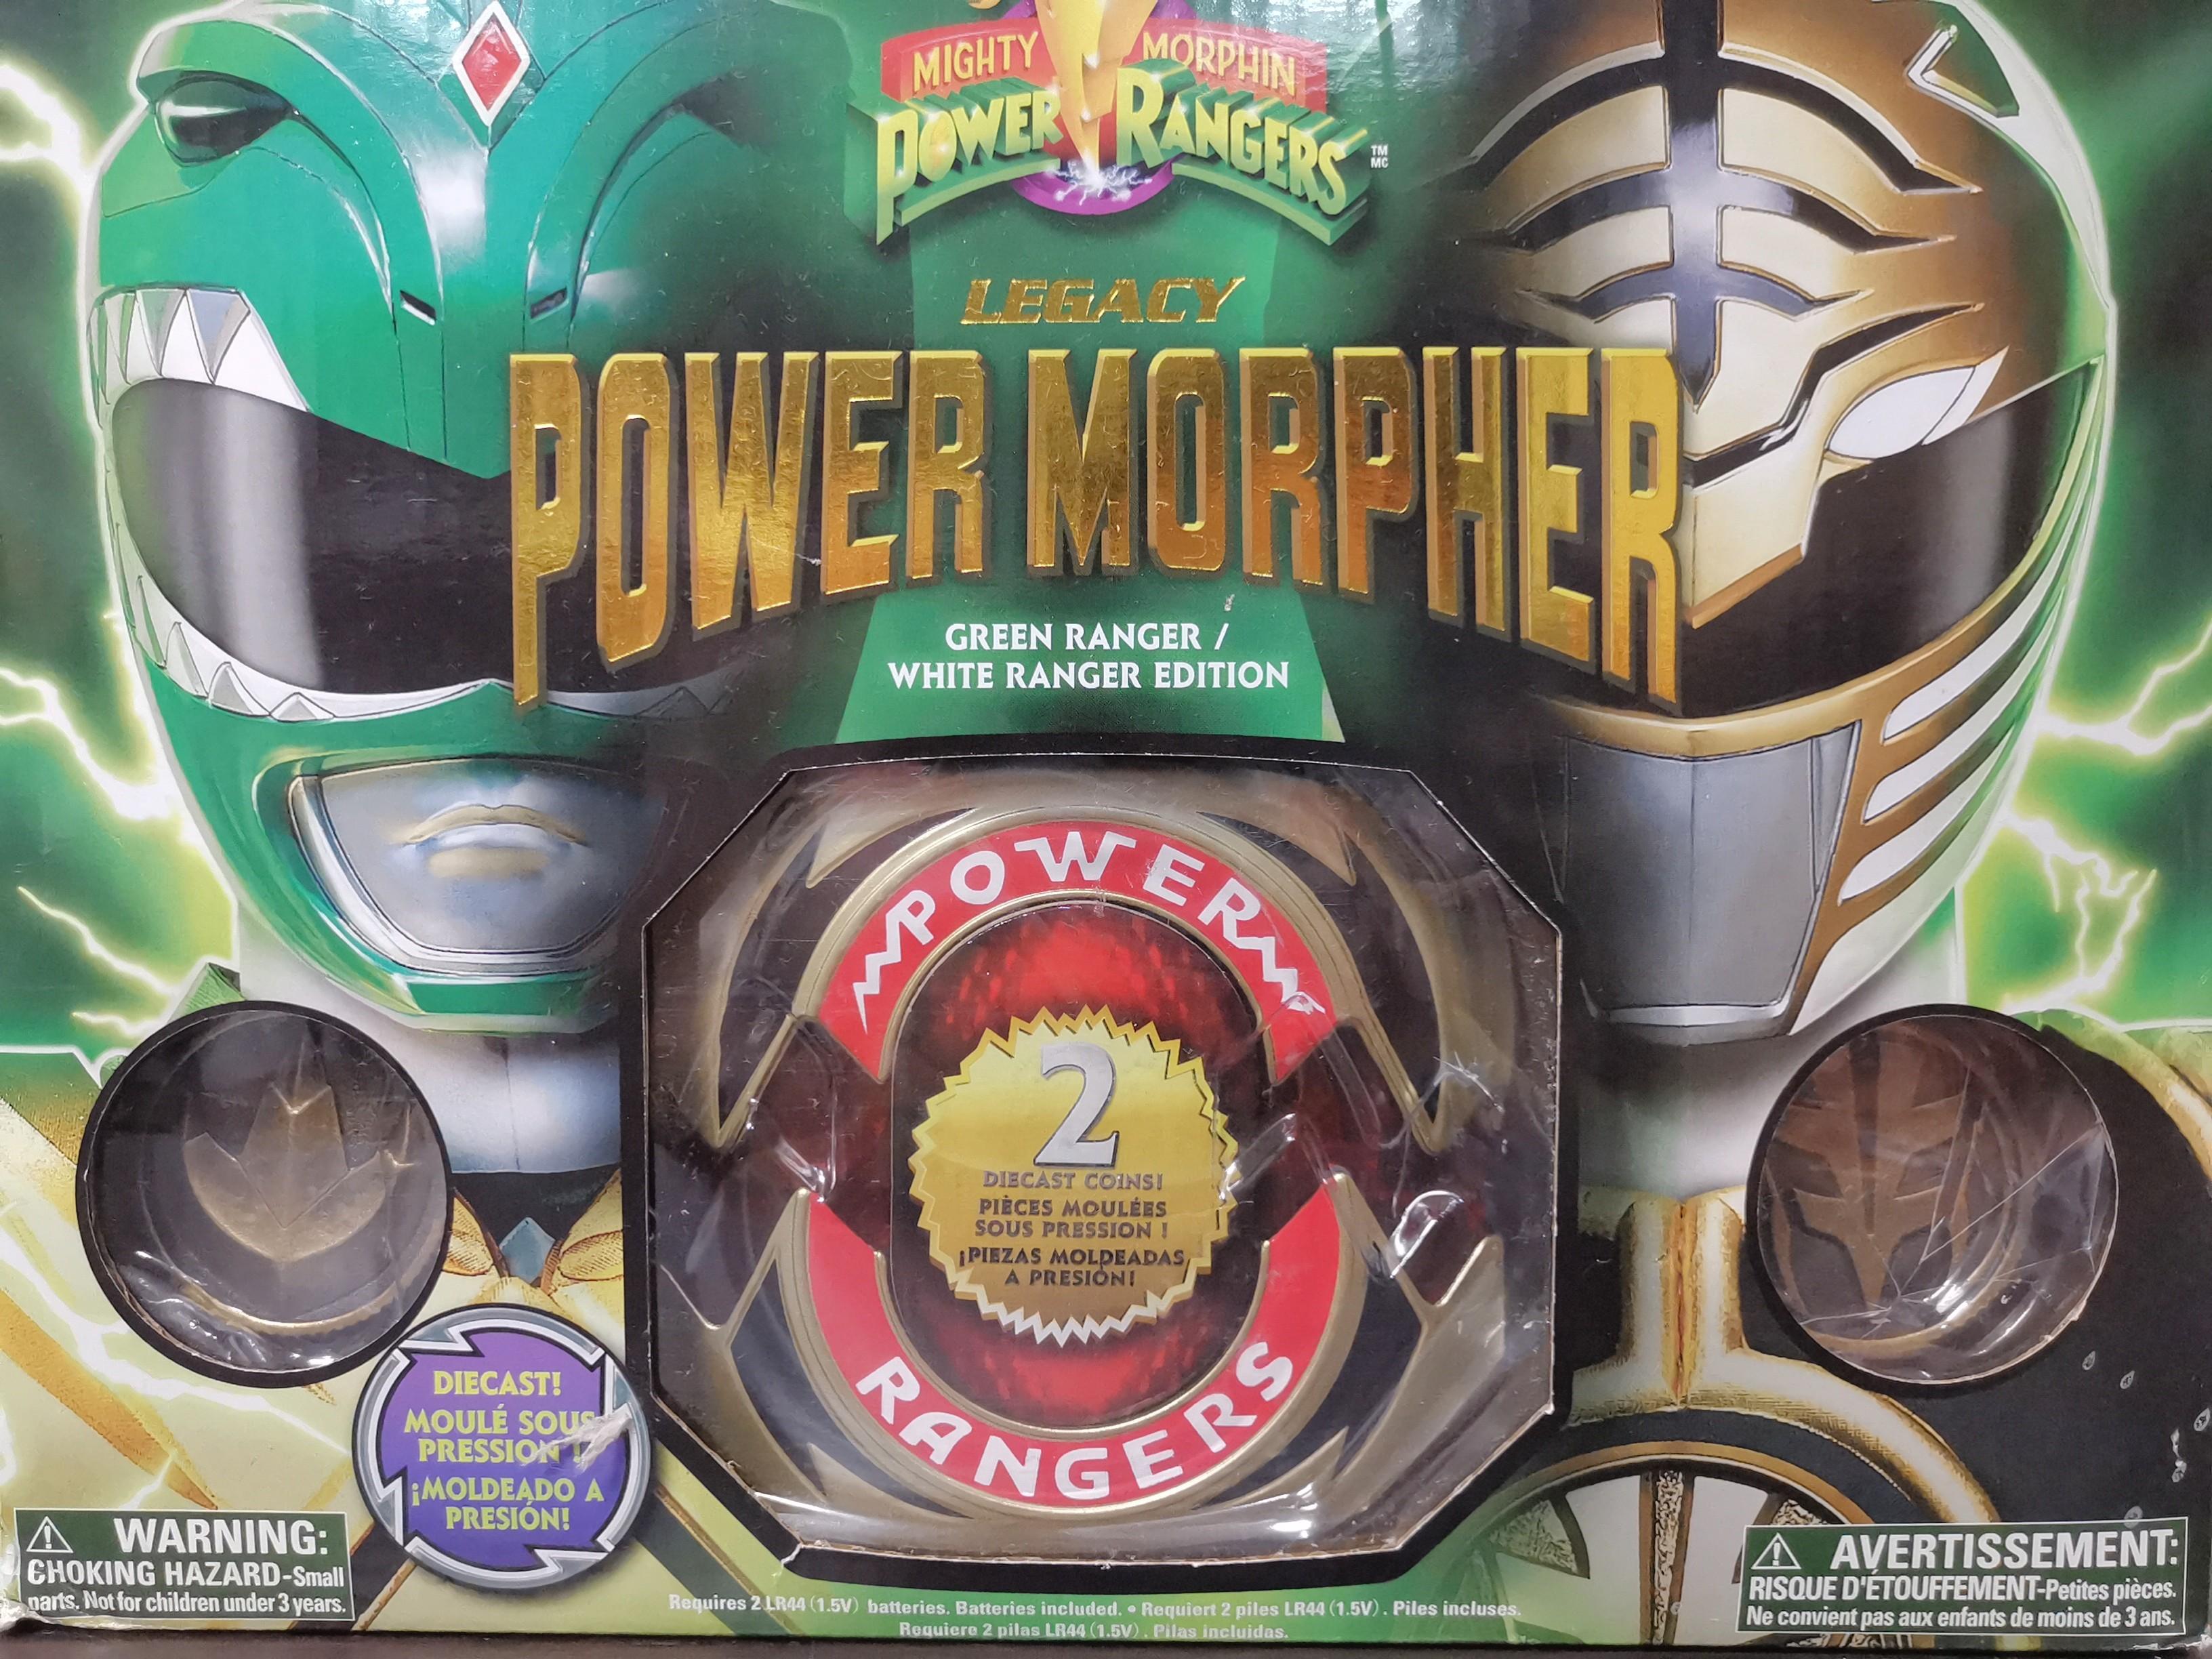 MIGHTY MORPHIN
POWER RANGERS
TM
MC
LEGACY
POWER MORPHER
GREEN RANGER /
WHITE RANGER EDITION
POWER
2
DIECAST COINS!
PIÈCES MOULÉES
SOUS PRESSION !
¡PIEZAS MOLDEADAS
A PRESIÓN!
RANGERS
DIECAST!
MOULÉ SOUS
PRESSION !
¡MOLDEADO A
PRESIÓN!
WARNING:
CHOKING HAZARD-Small
parts. Not for children under 3 years.
Requires 2 LR44 (1.5V) batteries. Batteries included. • Requiert 2 piles LR44 (1.5V). Piles incluses.
Requiere 2 pilas LR44 (1.5V). Pilas incluidas.
AVERTISSEMENT:
RISQUE D'ÉTOUFFEMENT-Petites pièces.
Ne convient pas aux enfants de moins de 3 ans.